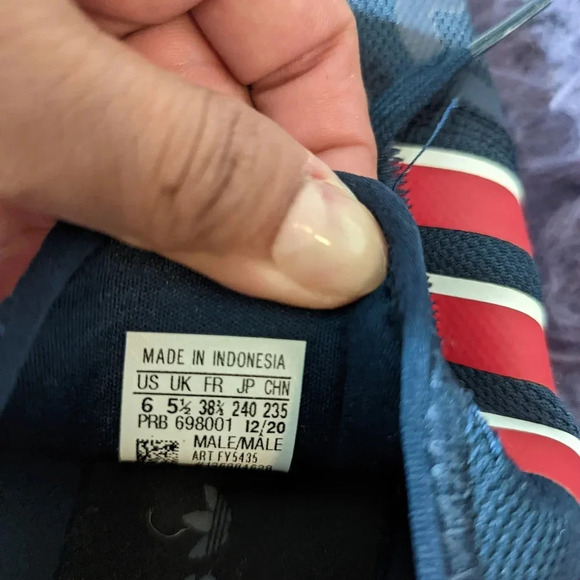 MADE IN INDONESIA
US UK FR JP CHN
6 5½ 38⅔ 240 235
PRB 698001 12/20
MALE/MÂLE
ART FY5435